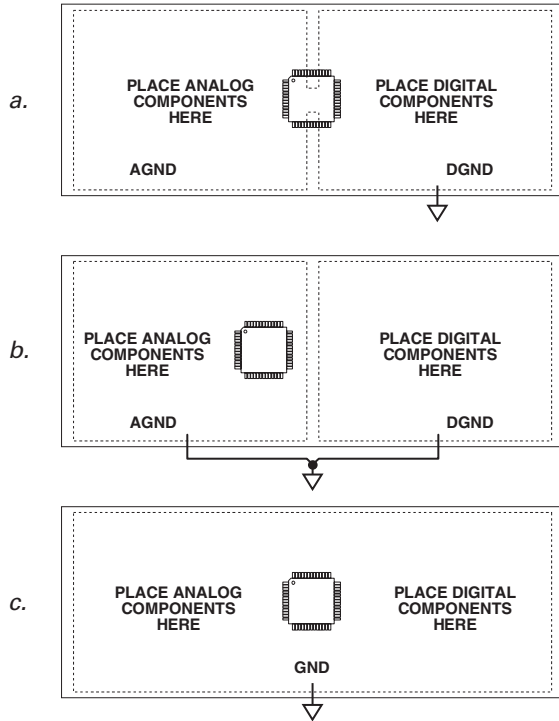 a.
PLACE ANALOG
COMPONENTS
HERE
PLACE DIGITAL
COMPONENTS
HERE
AGND
DGND
b.
PLACE ANALOG
COMPONENTS
HERE
PLACE DIGITAL
COMPONENTS
HERE
AGND
DGND
c.
PLACE ANALOG
COMPONENTS
HERE
PLACE DIGITAL
COMPONENTS
HERE
GND